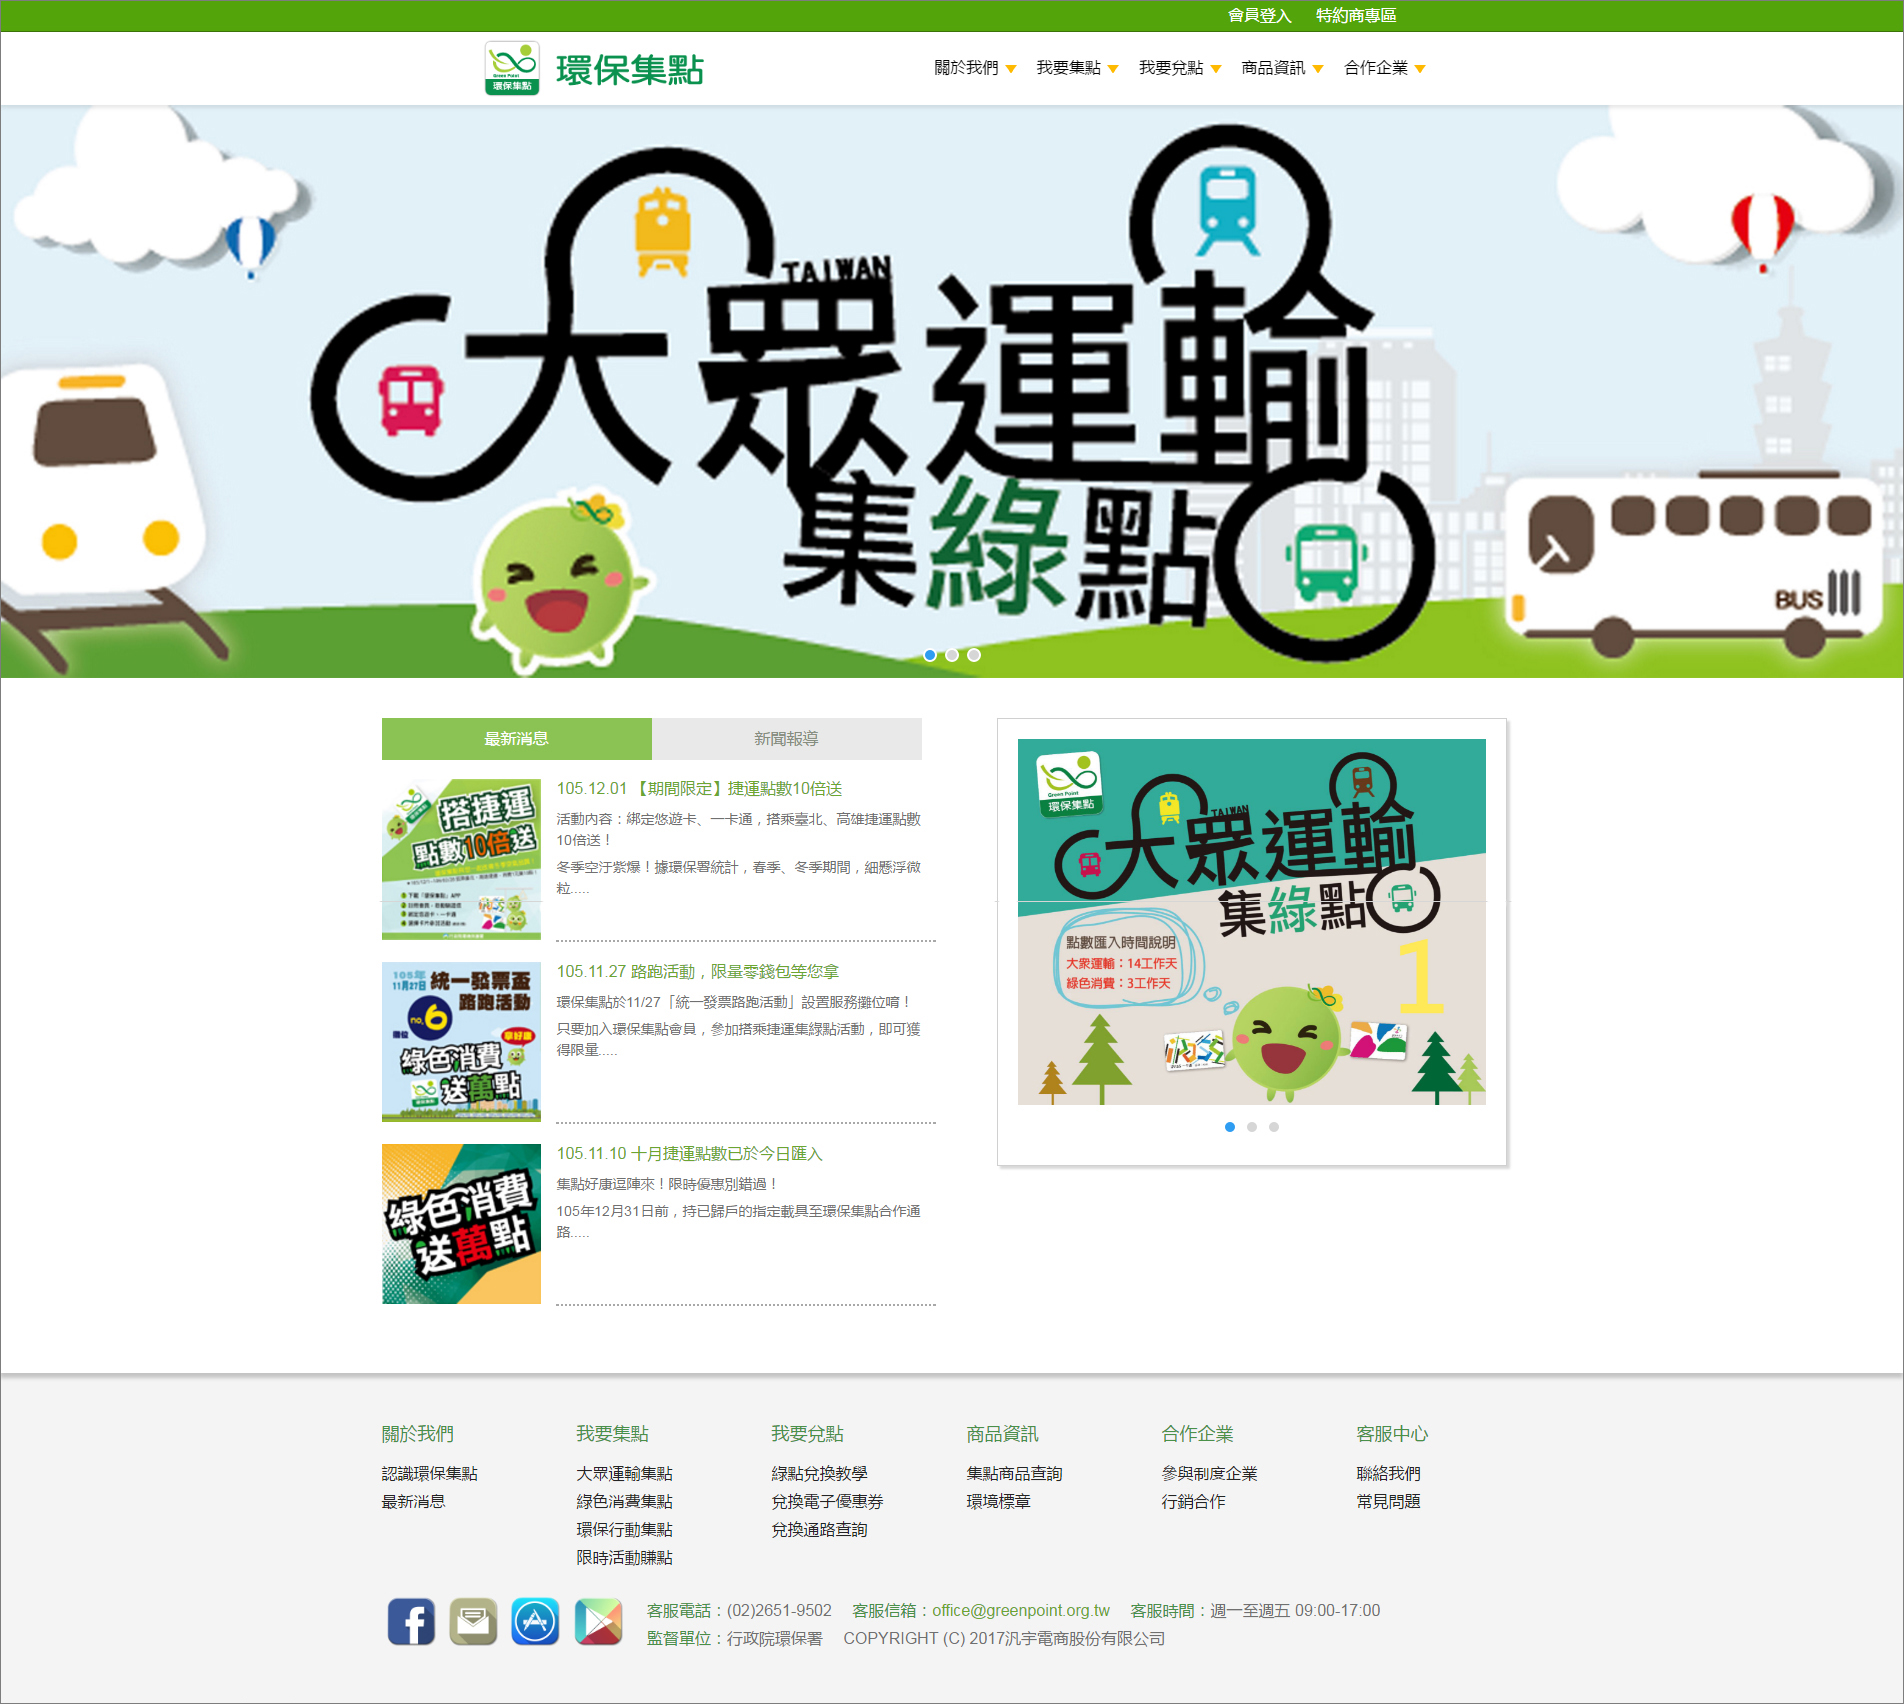 會員登入 特約商專區
Green Point
環保集點
環保集點
關於我們 我要集點 我要兌點 商品資訊 合作企業
TAIWAN
大眾運輸
集綠點
BUS
最新消息 新聞報導
搭捷運
點數10倍送
105.12.01 【期間限定】捷運點數10倍送
活動內容：綁定悠遊卡、一卡通，搭乘臺北、高雄捷運點數
10倍送！
冬季空汙紫爆！據環保署統計，春季、冬季期間，細懸浮微
粒.....
105年
11月27日 統一發票盃
路跑活動
攤位 no.6
拿好康
綠色消費
送萬點
105.11.27 路跑活動，限量零錢包等您拿
環保集點於11/27「統一發票路跑活動」設置服務攤位唷！
只要加入環保集點會員，參加搭乘捷運集綠點活動，即可獲
得限量.....
綠色消費
送萬點
105.11.10 十月捷運點數已於今日匯入
集點好康逗陣來！限時優惠別錯過！
105年12月31日前，持已歸戶的指定載具至環保集點合作通
路.....
Green Point
環保集點
TAIWAN
大眾運輸
集綠點
點數匯入時間說明
大眾運輸：14工作天
綠色消費：3工作天
1
關於我們 我要集點 我要兌點 商品資訊 合作企業 客服中心
認識環保集點 大眾運輸集點 綠點兌換教學 集點商品查詢 參與制度企業 聯絡我們
最新消息 綠色消費集點 兌換電子優惠券 環境標章 行銷合作 常見問題
環保行動集點 兌換通路查詢
限時活動賺點
客服電話：(02)2651-9502 客服信箱：office@greenpoint.org.tw 客服時間：週一至週五 09:00-17:00
監督單位：行政院環保署 COPYRIGHT (C) 2017汎宇電商股份有限公司